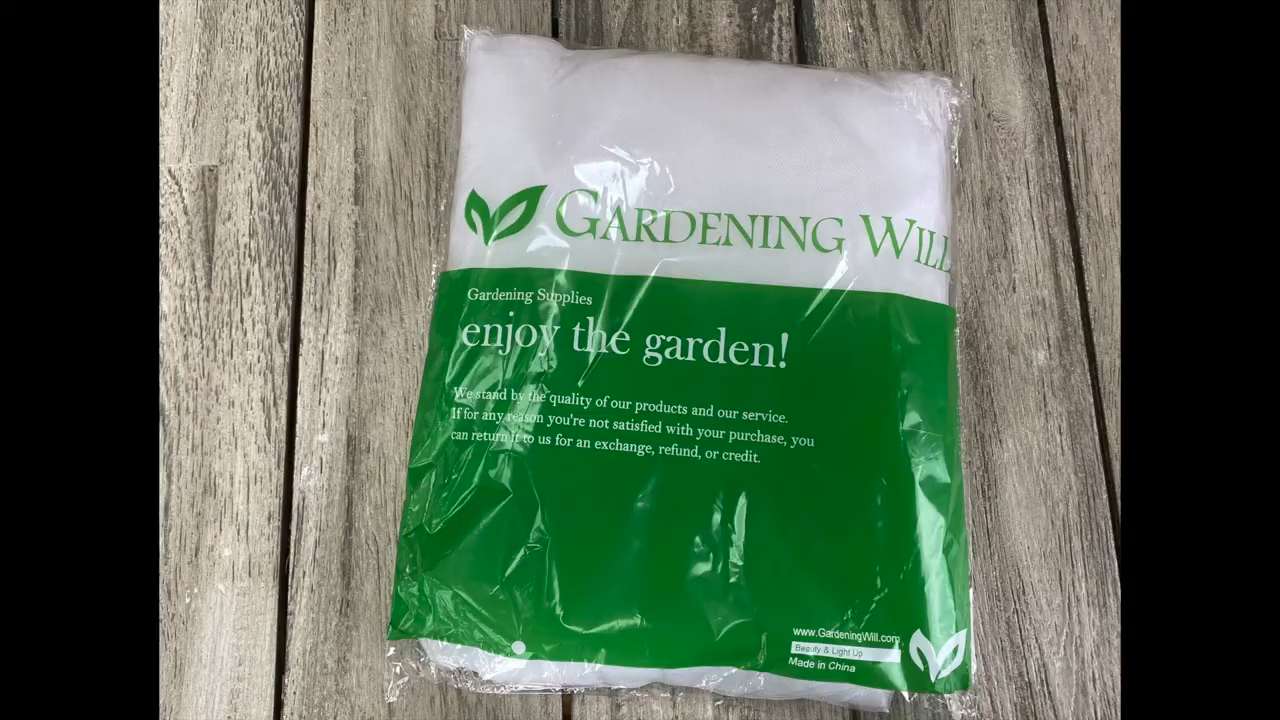 GARDENING WILL
Gardening Supplies
enjoy the garden!
We stand by the quality of our products and our service.
If for any reason you're not satisfied with your purchase, you
can return it to us for an exchange, refund, or credit.
www.GardeningWill.com
Beauty & Light Up
Made in China